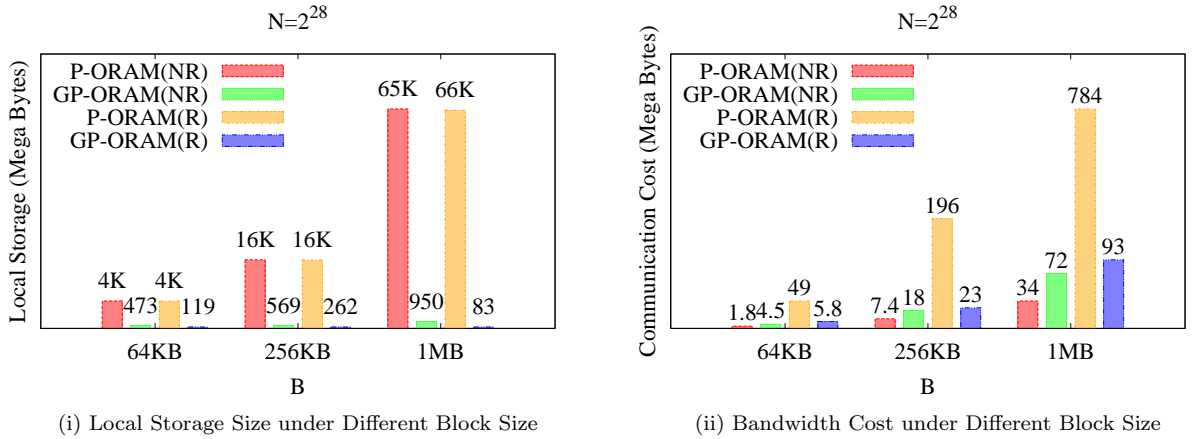 N=2^28
Local Storage (Mega Bytes)
P-ORAM(NR)
GP-ORAM(NR)
P-ORAM(R)
GP-ORAM(R)
4K 473 4K 119
16K 569 16K 262
65K 950 66K 83
64KB 256KB 1MB
B
(i) Local Storage Size under Different Block Size
N=2^28
Communication Cost (Mega Bytes)
P-ORAM(NR)
GP-ORAM(NR)
P-ORAM(R)
GP-ORAM(R)
1.8 4.5 49 5.8
7.4 18 196 23
34 72 784 93
64KB 256KB 1MB
B
(ii) Bandwidth Cost under Different Block Size